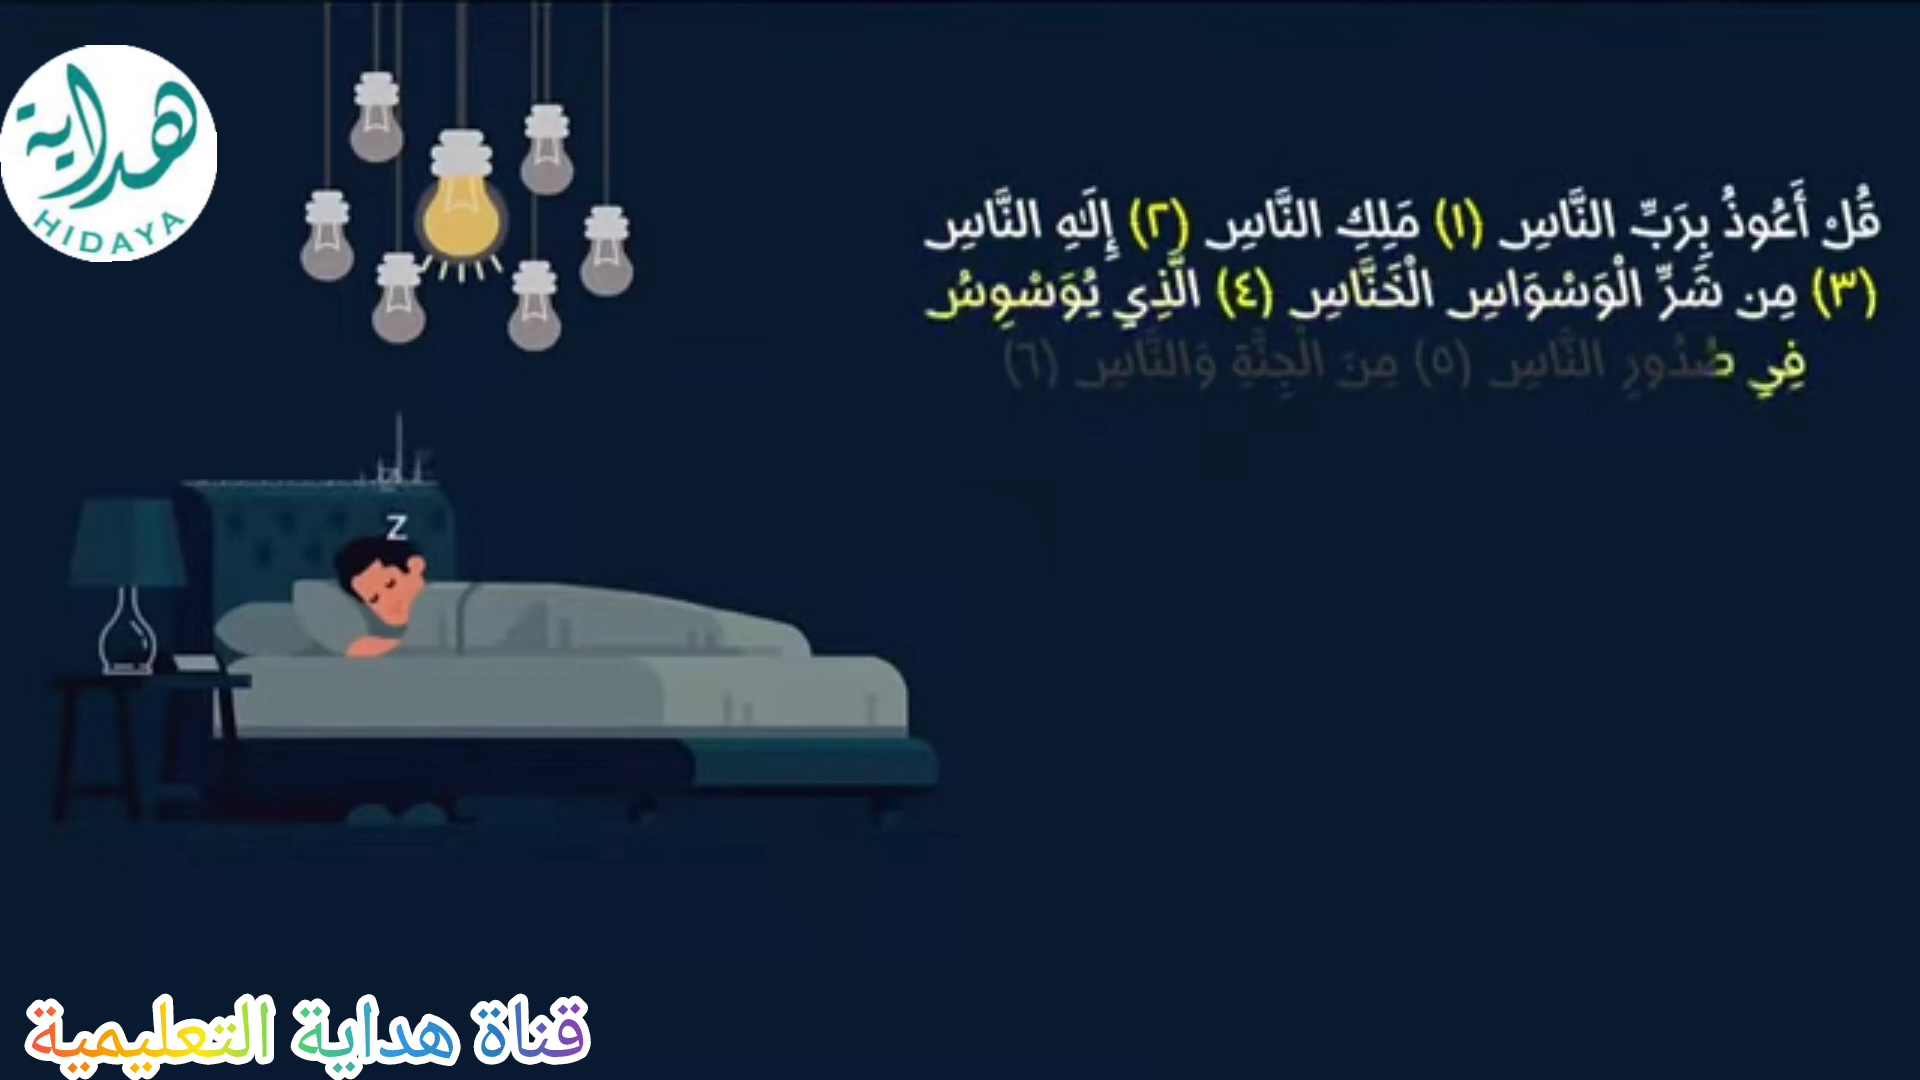 هداية
HIDAYA
قُلْ أَعُوذُ بِرَبِّ النَّاسِ (١) مَلِكِ النَّاسِ (٢) إِلَٰهِ النَّاسِ
(٣) مِن شَرِّ الْوَسْوَاسِ الْخَنَّاسِ (٤) الَّذِي يُوَسْوِسُ
فِي صُدُورِ النَّاسِ (٥) مِنَ الْجِنَّةِ وَالنَّاسِ (٦)
Z
قناة هداية التعليمية